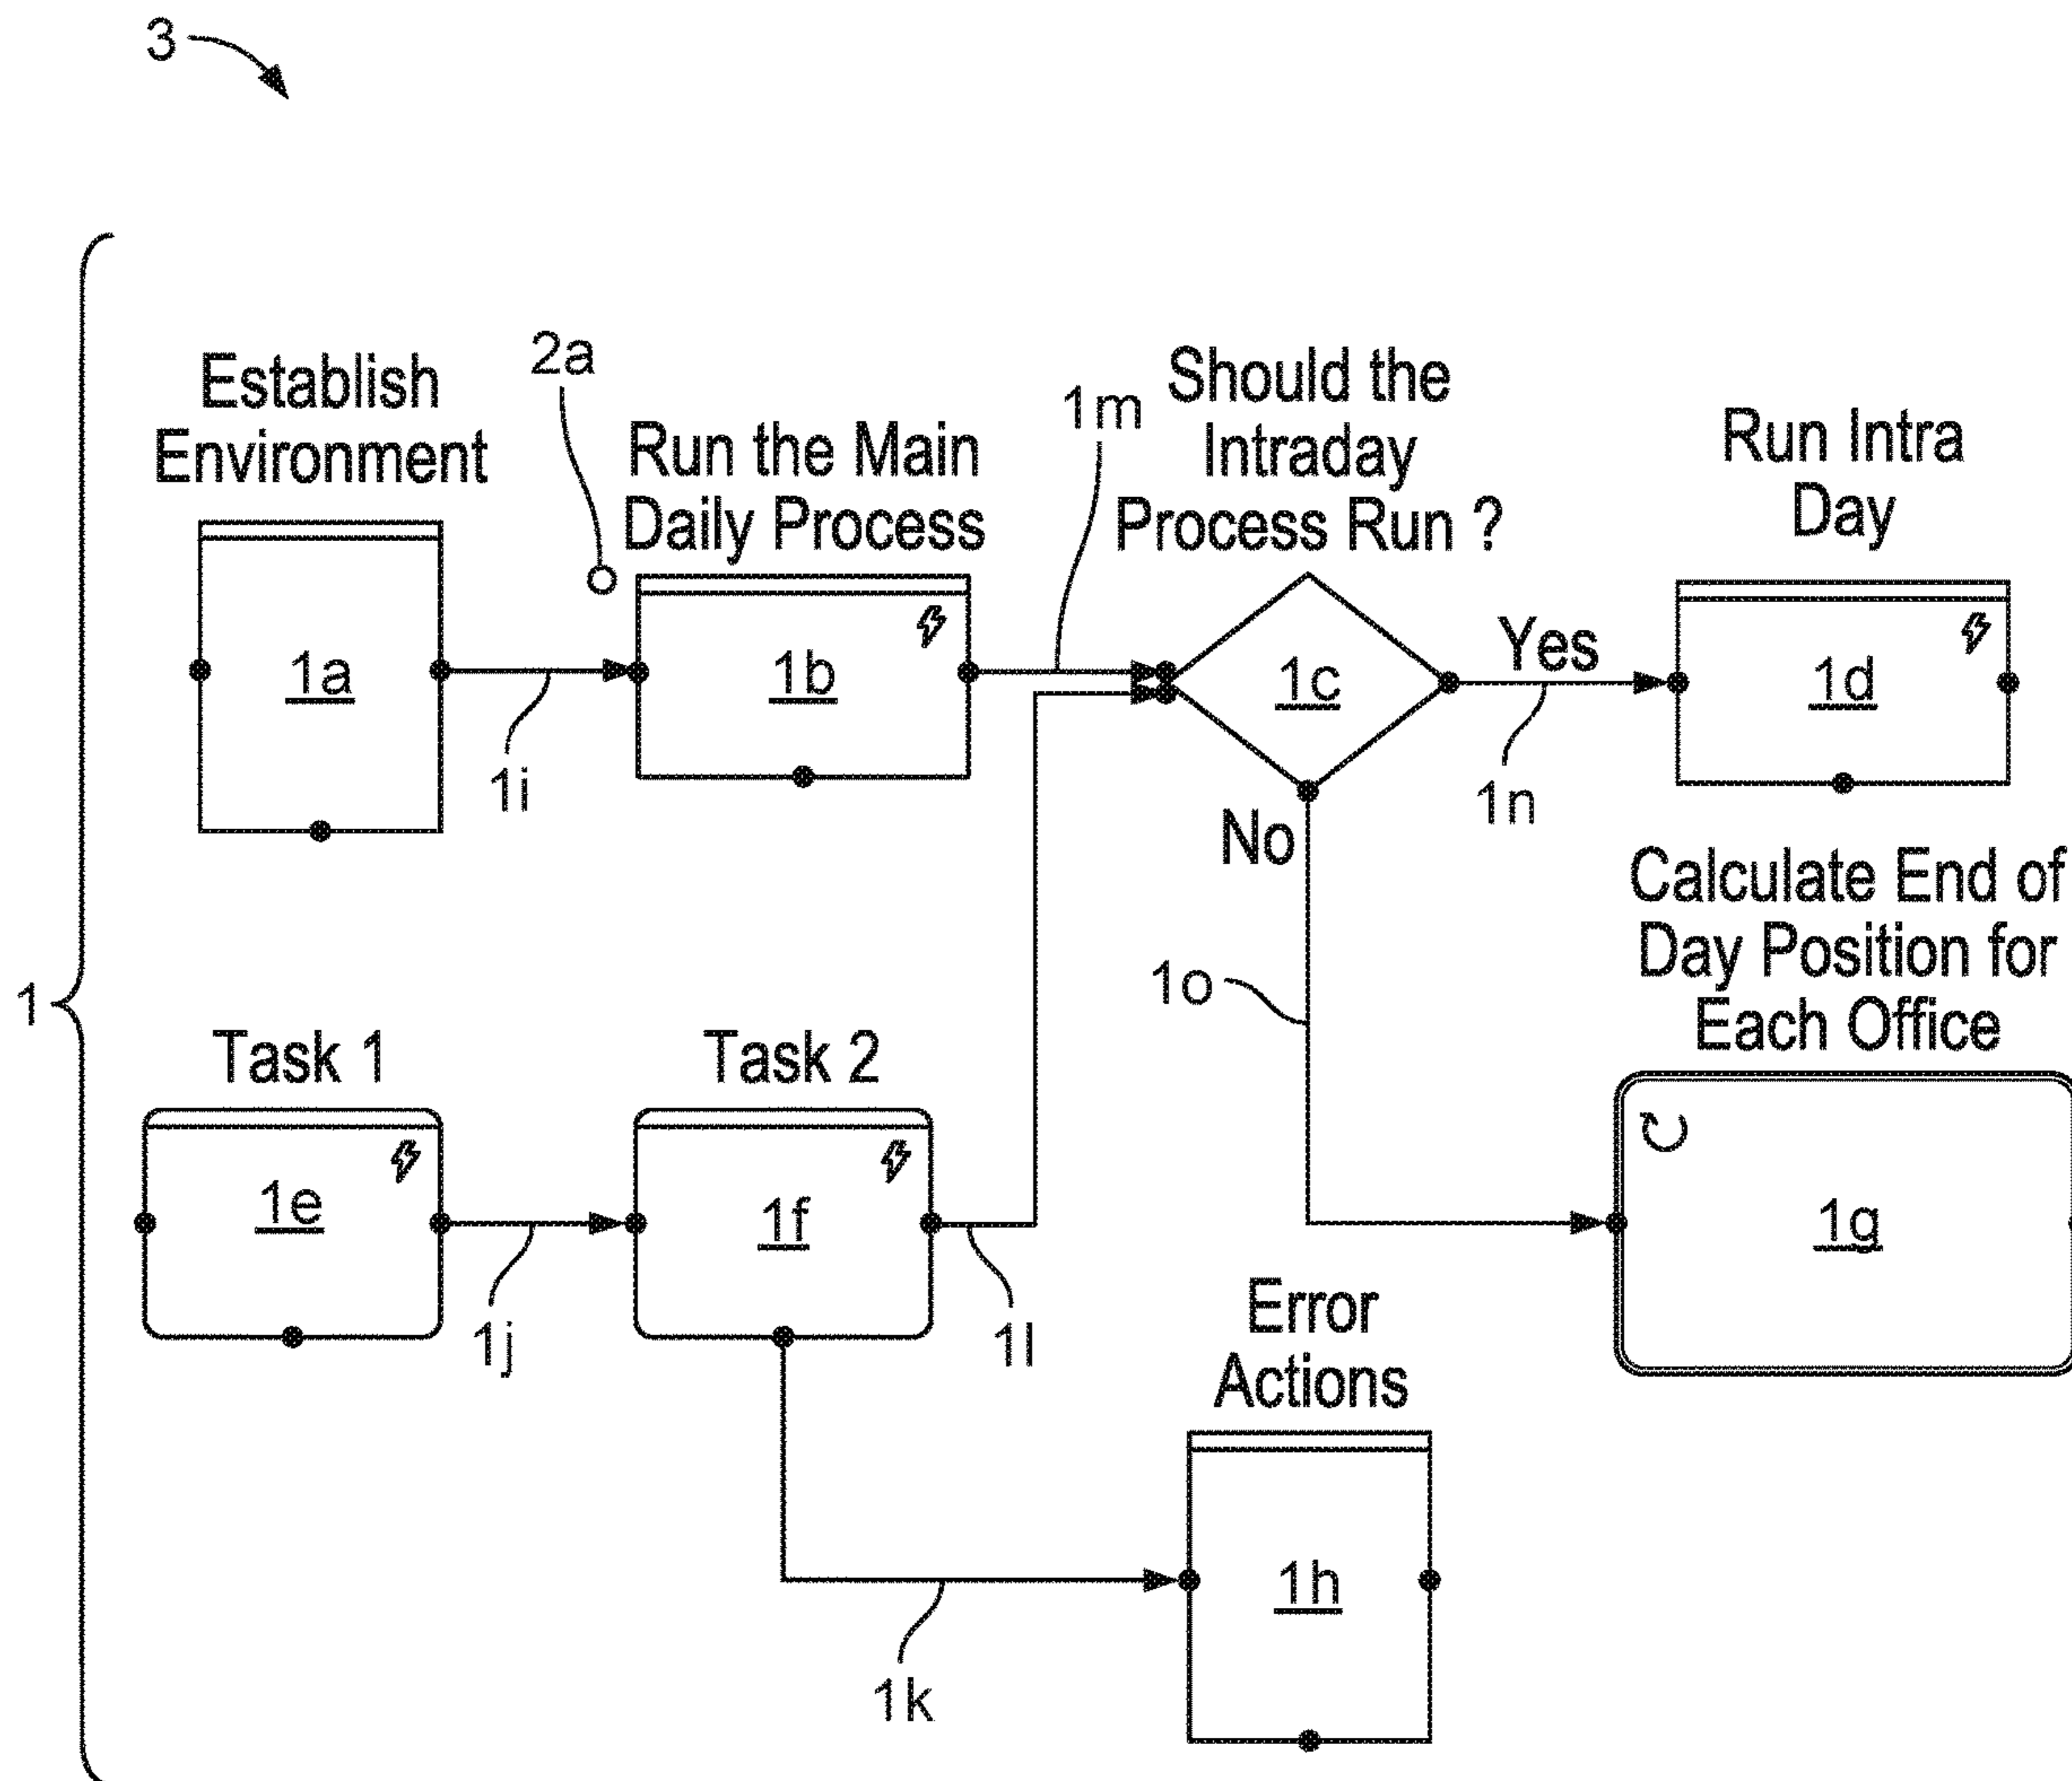 3
Establish
Environment
2a
Run the Main
Daily Process
1m
Should the
Intraday
Process Run ?
Run Intra
Day
1a
1i
1b
1c
Yes
1d
1n
No
Calculate End of
Day Position for
Each Office
1o
1
Task 1
Task 2
1e
1j
1f
1l
1g
Error
Actions
1h
1k